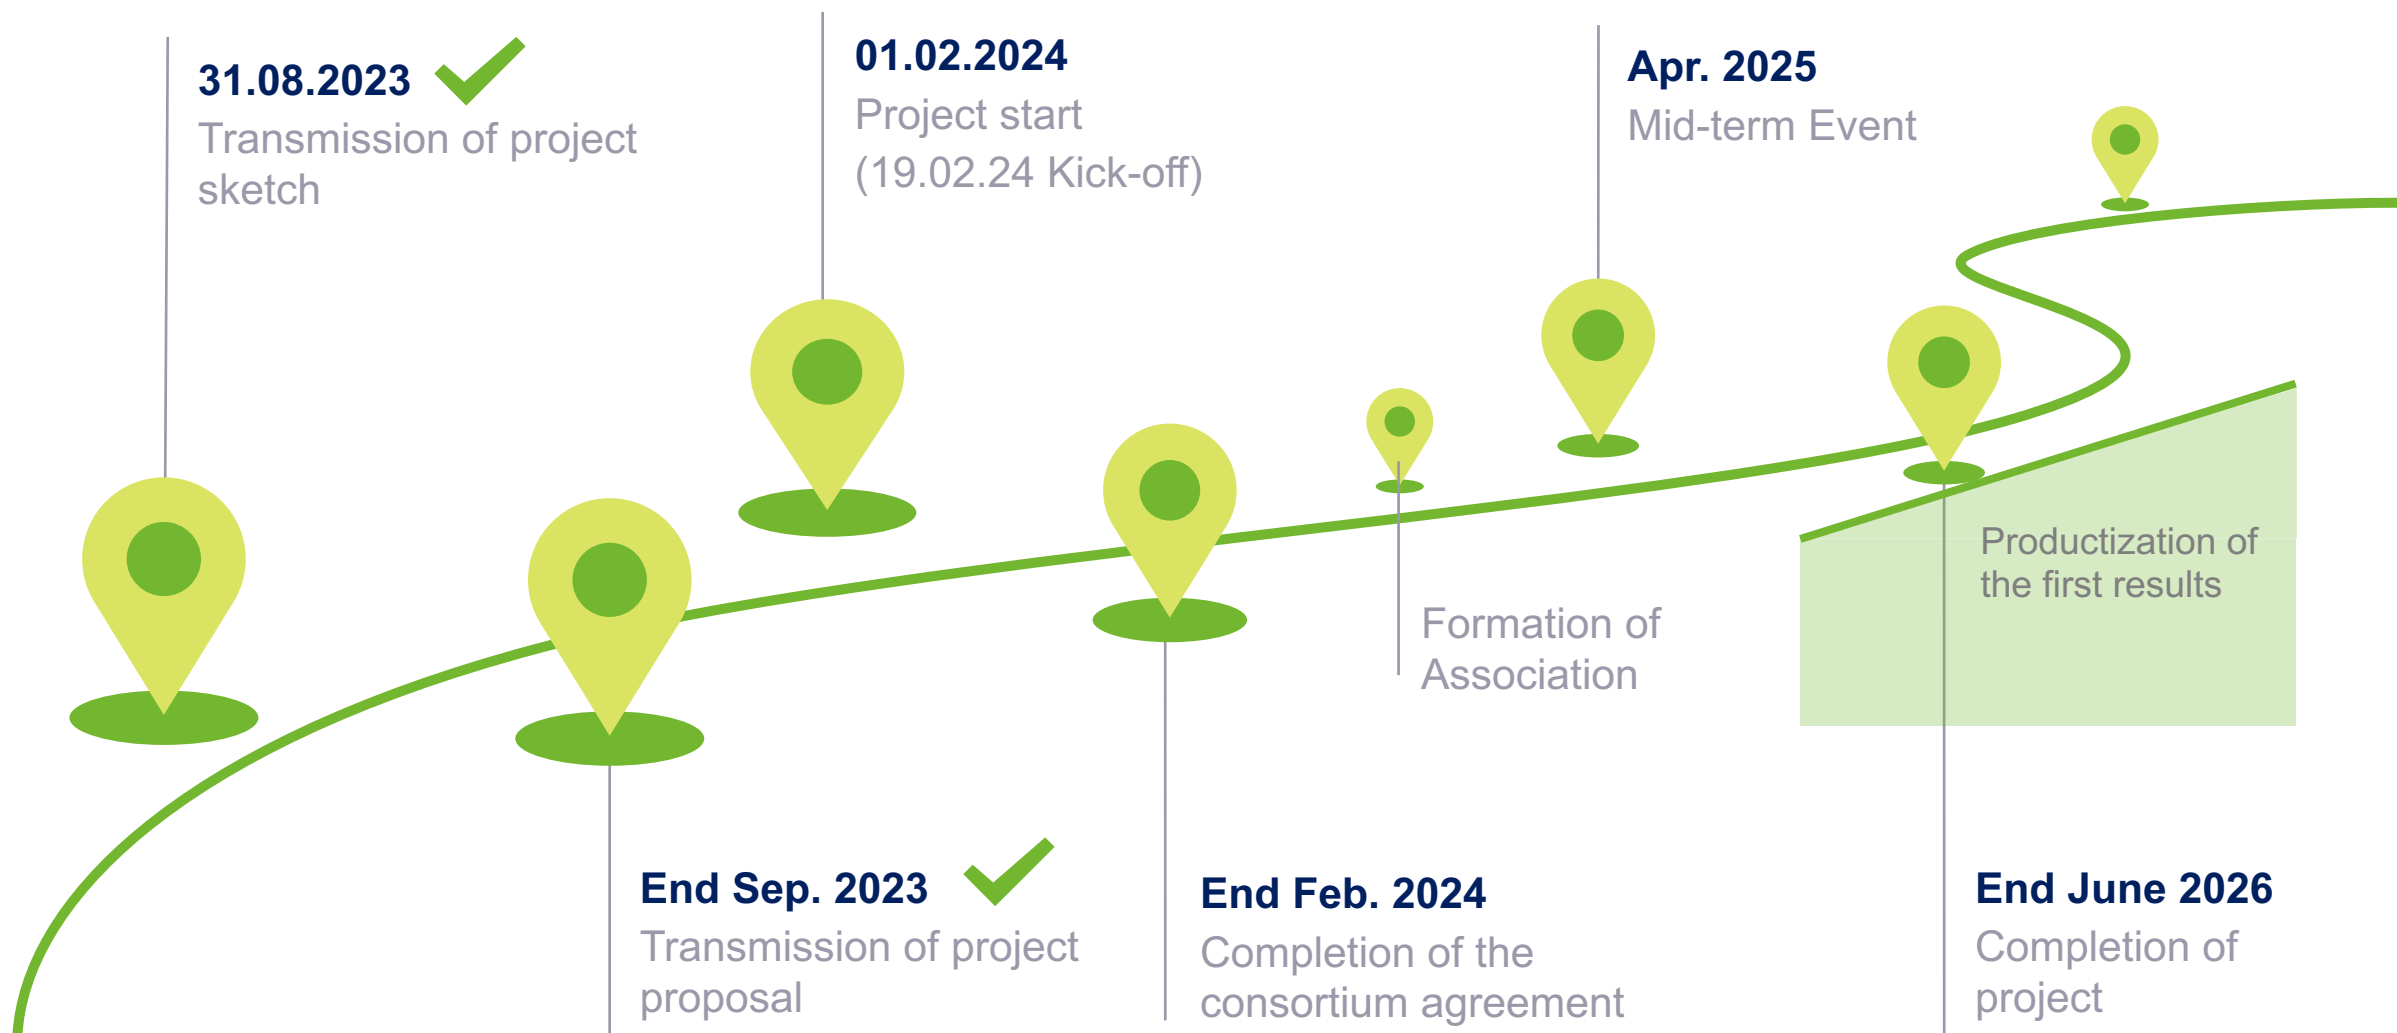 31.08.2023
Transmission of project
sketch
01.02.2024
Project start
(19.02.24 Kick-off)
Apr. 2025
Mid-term Event
Formation of
Association
Productization of
the first results
End Sep. 2023
Transmission of project
proposal
End Feb. 2024
Completion of the
consortium agreement
End June 2026
Completion of
project